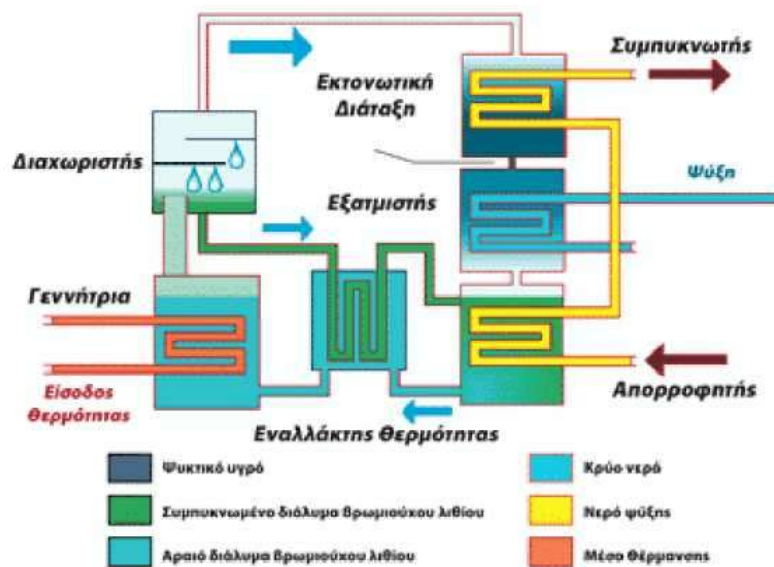 Συμπυκνωτής
Εκτονωτική
Διάταξη
Διαχωριστής
Ψύξη
Εξατμιστής
Γεννήτρια
Είσοδος
θερμότητας
Απορροφητής
Εναλλάκτης θερμότητας
Ψυκτικό υγρό
Κρύο νερό
Συμπυκνωμένο διάλυμα βρωμιούχου λιθίου
Νερό ψύξης
Αραιό διάλυμα βρωμιούχου λιθίου
Μέσο θέρμανσης